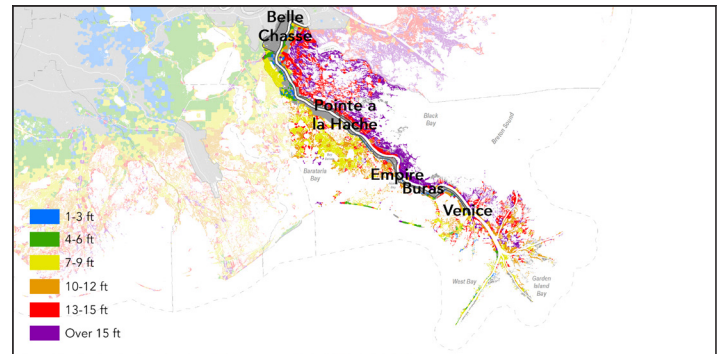 Belle
Chasse
Pointe a
la Hache
Black
Bay
Breton Sound
Barataria
Bay
Empire
Buras
Venice
1-3 ft
4-6 ft
7-9 ft
10-12 ft
13-15 ft
Over 15 ft
West Bay
Garden
Island
Bay